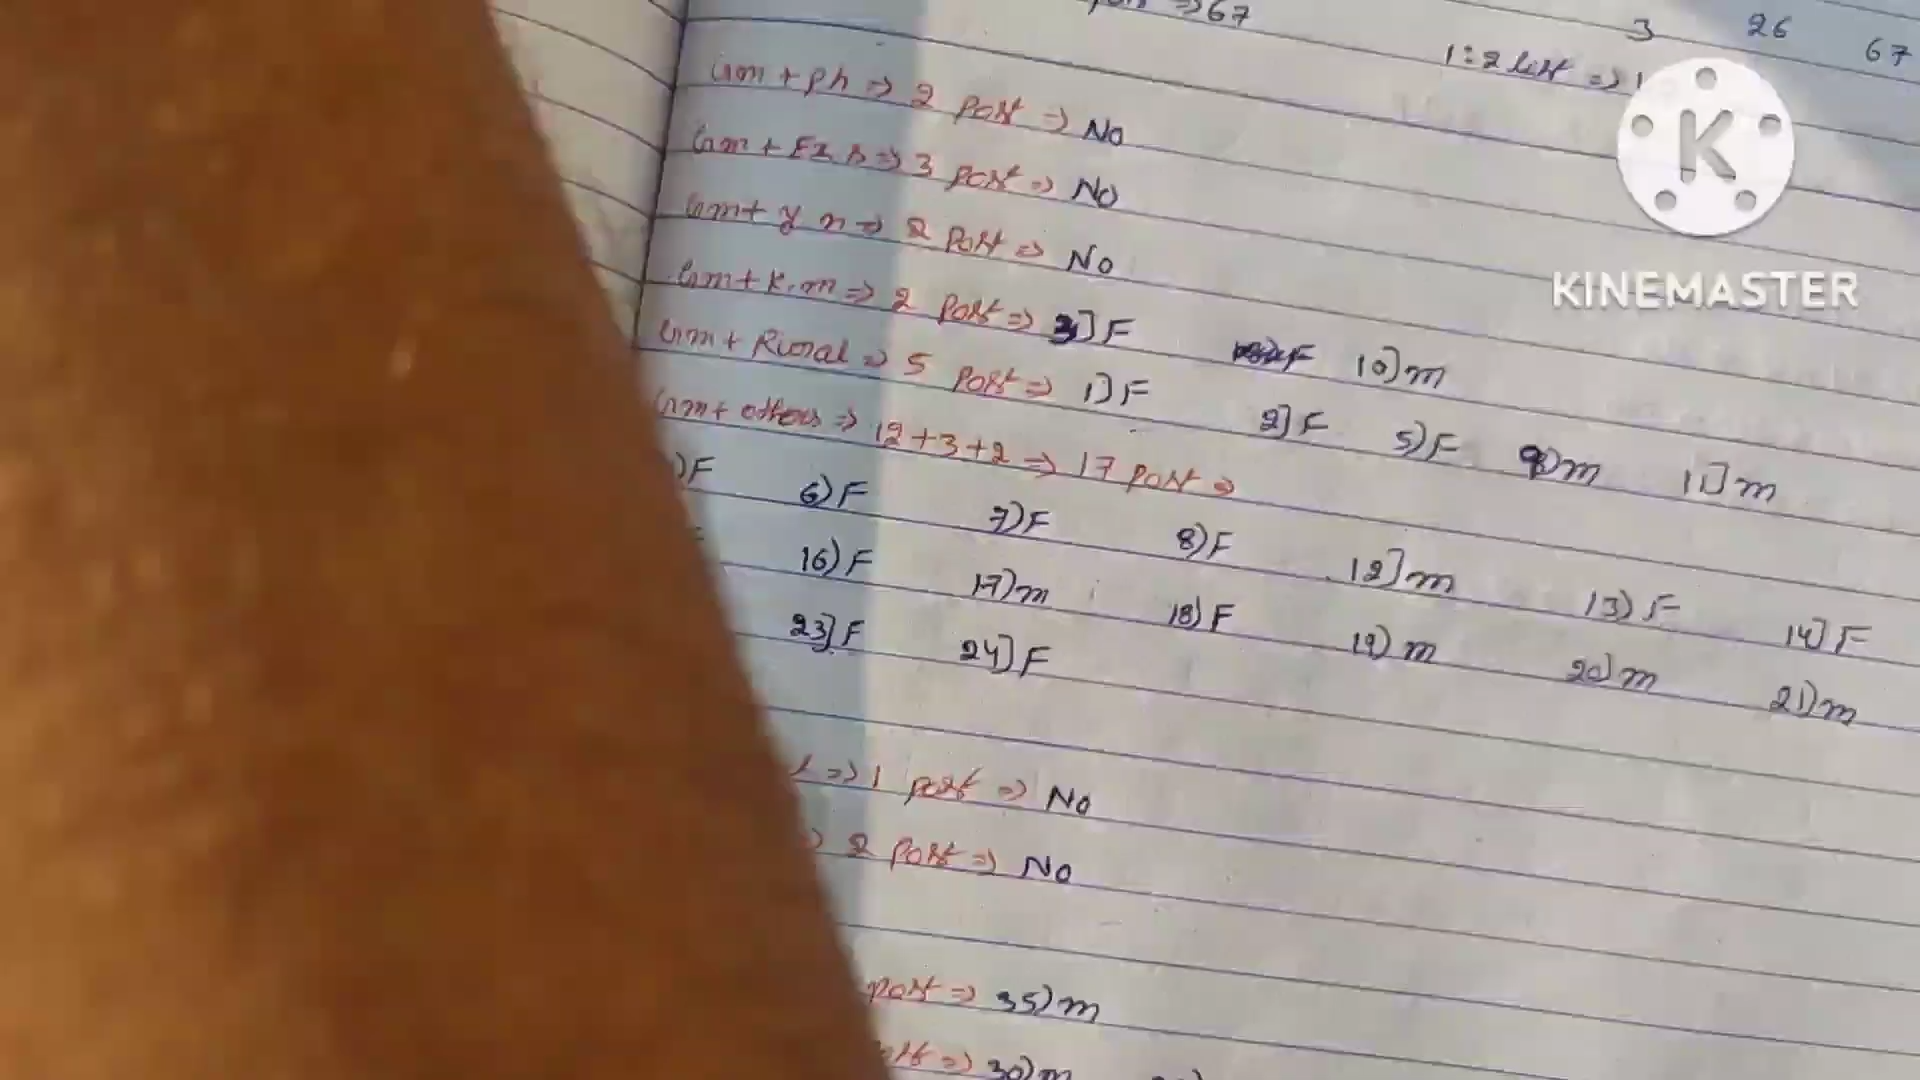 ⇒67
3 26 67
1:2 list ⇒ 1
Gm + ph ⇒ 2 Post ⇒ No
Gm + Ex s ⇒ 3 Post ⇒ No
Gm + y n ⇒ 2 Post ⇒ No
Gm + K.m ⇒ 2 Post ⇒ 3] F 10) m
Gm + Rural ⇒ 5 Post ⇒ 1) F 2] F 5) F 9) m 11] m
Gm + others ⇒ 12+3+2 ⇒ 17 Post ⇒
)F 6) F 7) F 8) F 12] m 13) F 14] F
16) F 17) m 18) F 19) m 20) m 21) m
23] F 24) F
⇒ 1 post ⇒ No
2 Post ⇒ No
post ⇒ 35) m
⇒ 30) m
KINEMASTER